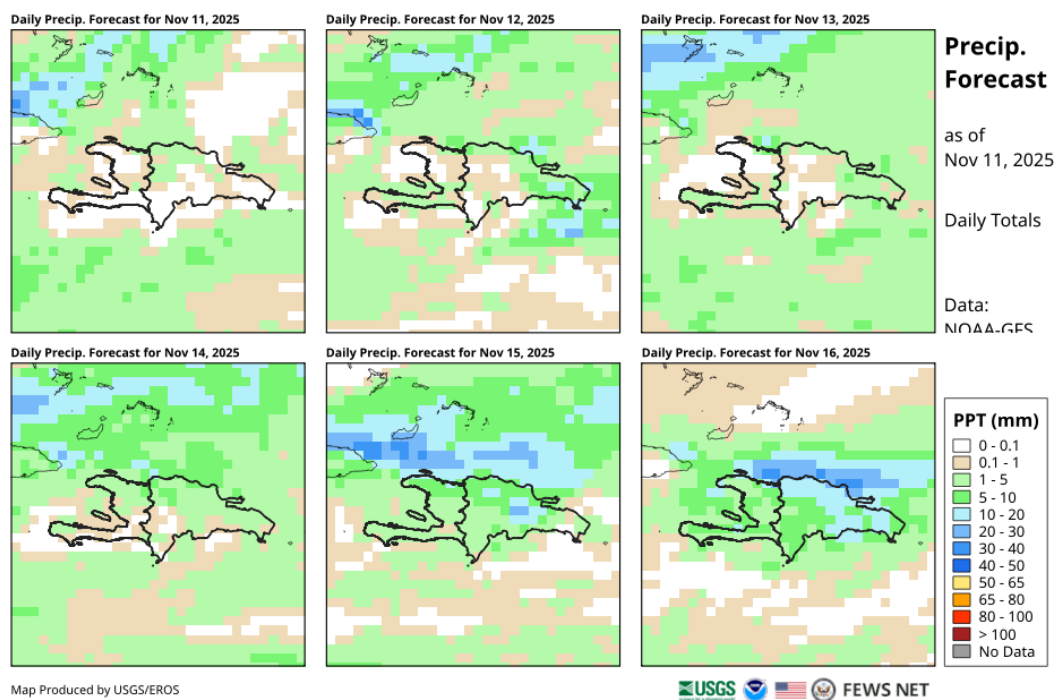 Daily Precip. Forecast for Nov 11, 2025
Daily Precip. Forecast for Nov 12, 2025
Daily Precip. Forecast for Nov 13, 2025
Precip.
Forecast
as of
Nov 11, 2025
Daily Totals
Data:
NOAA-GFS
Daily Precip. Forecast for Nov 14, 2025
Daily Precip. Forecast for Nov 15, 2025
Daily Precip. Forecast for Nov 16, 2025
PPT (mm)
0 - 0.1
0.1 - 1
1 - 5
5 - 10
10 - 20
20 - 30
30 - 40
40 - 50
50 - 65
65 - 80
80 - 100
> 100
No Data
Map Produced by USGS/EROS
USGS
FEWS NET